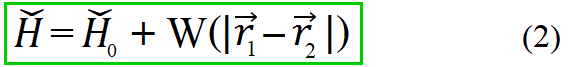 H̆ = H̆₀ + W(|r⃗₁ − r⃗₂|) (2)